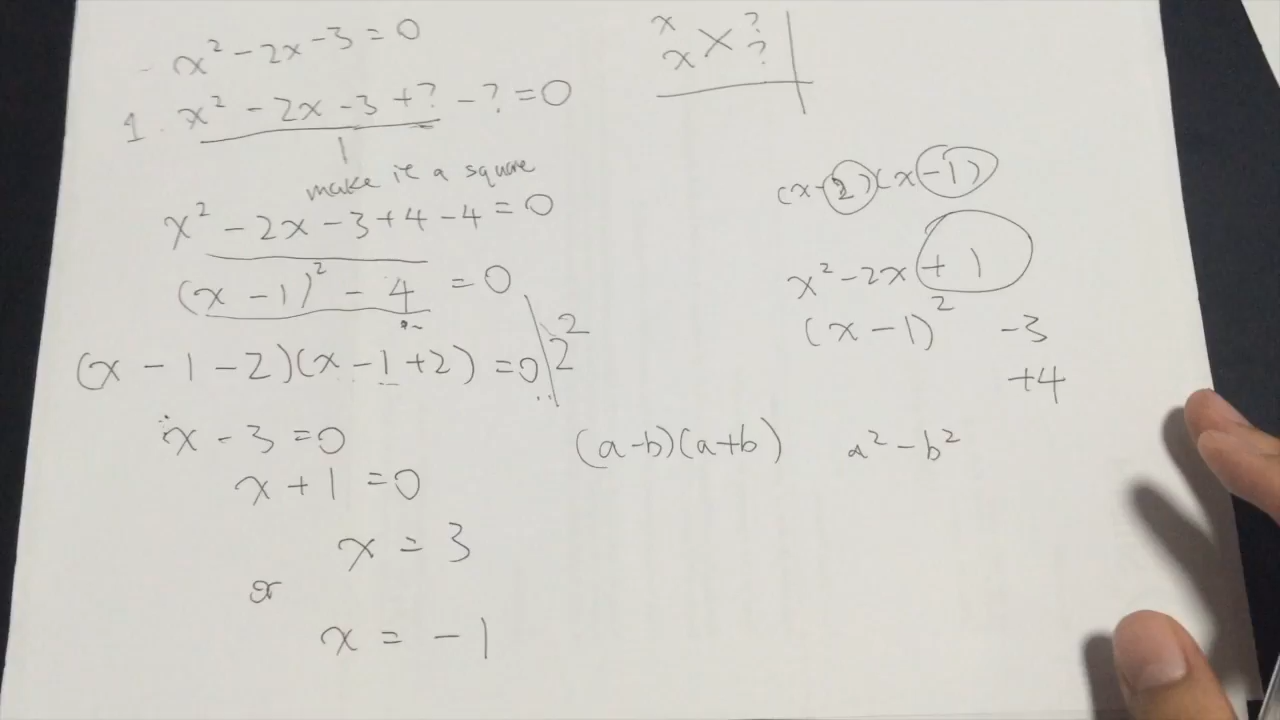 x² - 2x - 3 = 0
1. x² - 2x - 3 + ? - ? = 0
make it a square
x² - 2x - 3 + 4 - 4 = 0
(x - 1)² - 4 = 0
2²
(x - 1 - 2)(x - 1 + 2) = 0
x - 3 = 0
x + 1 = 0
x = 3
or
x = -1
x ?
x ?
(x - 2)(x - 1)
x² - 2x + 1
(x - 1)² -3
+4
(a-b)(a+b) a² - b²